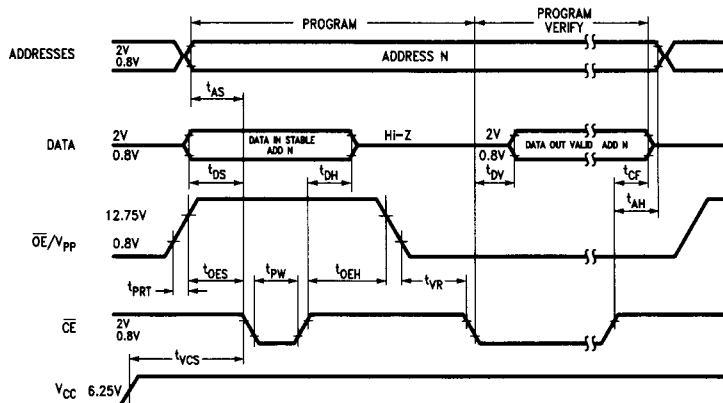 PROGRAM
PROGRAM
VERIFY
ADDRESSES
2V
0.8V
ADDRESS N
tAS
DATA
2V
0.8V
DATA IN STABLE
ADD N
Hi-Z
2V
0.8V
DATA OUT VALID ADD N
tDS
tDH
tDV
tCF
tAH
OE/VPP
12.75V
0.8V
tPRT
tOES
tPW
tOEH
tVR
CE
2V
0.8V
tVCS
VCC
6.25V